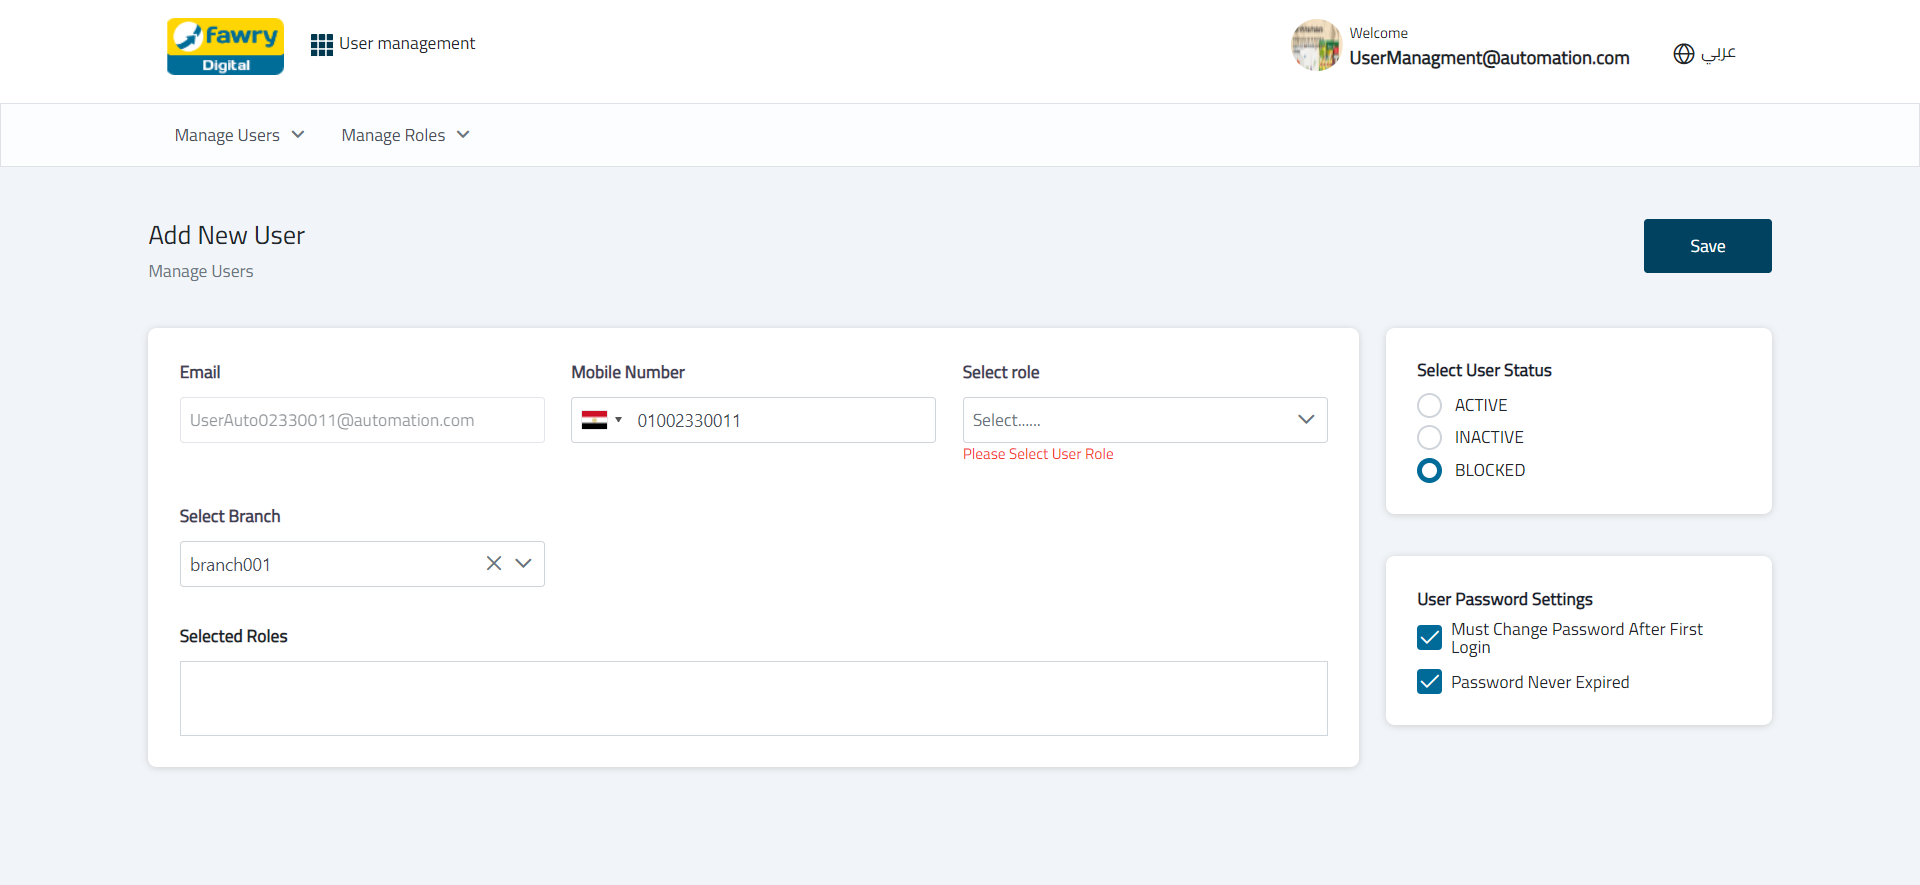 fawry
Digital
User management
Welcome
UserManagment@automation.com
عربي
Manage Users
Manage Roles
Add New User
Manage Users
Save
Email
Mobile Number
Select role
UserAuto02330011@automation.com
01002330011
Select......
Please Select User Role
Select Branch
branch001
Selected Roles
Select User Status
ACTIVE
INACTIVE
BLOCKED
User Password Settings
Must Change Password After First
Login
Password Never Expired